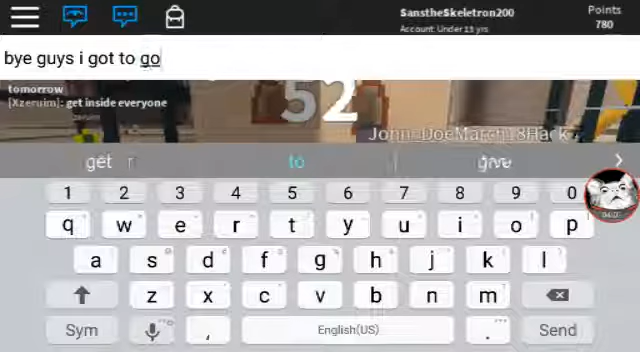 SanstheSkeletron200
Account: Under 13 yrs
Points
780
bye guys i got to go
tomorrow
[Xzeruim]: get inside everyone
52
John_DoeMarch_18Hack
get to give
1 2 3 4 5 6 7 8 9 0
q w e r t y u i o p
a s d f g h j k l
z x c v b n m
Sym , English(US) . Send